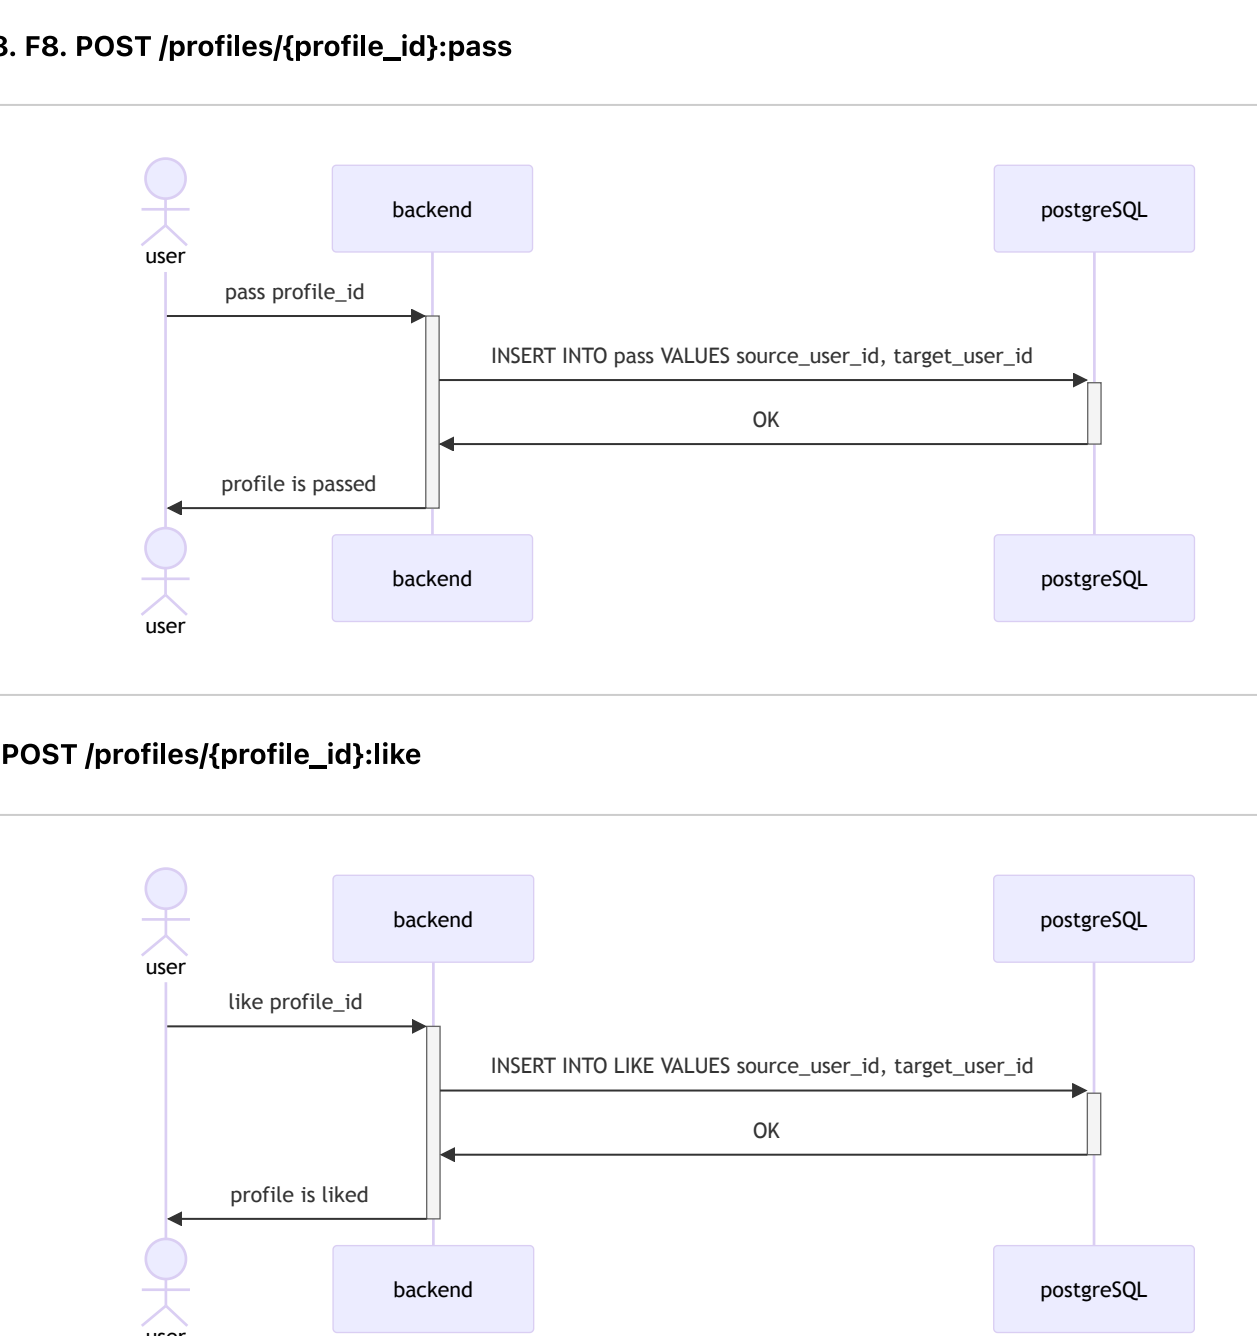 3. F8. POST /profiles/{profile_id}:pass
backend
postgreSQL
user
pass profile_id
INSERT INTO pass VALUES source_user_id, target_user_id
OK
profile is passed
backend
postgreSQL
user
POST /profiles/{profile_id}:like
backend
postgreSQL
user
like profile_id
INSERT INTO LIKE VALUES source_user_id, target_user_id
OK
profile is liked
backend
postgreSQL
user